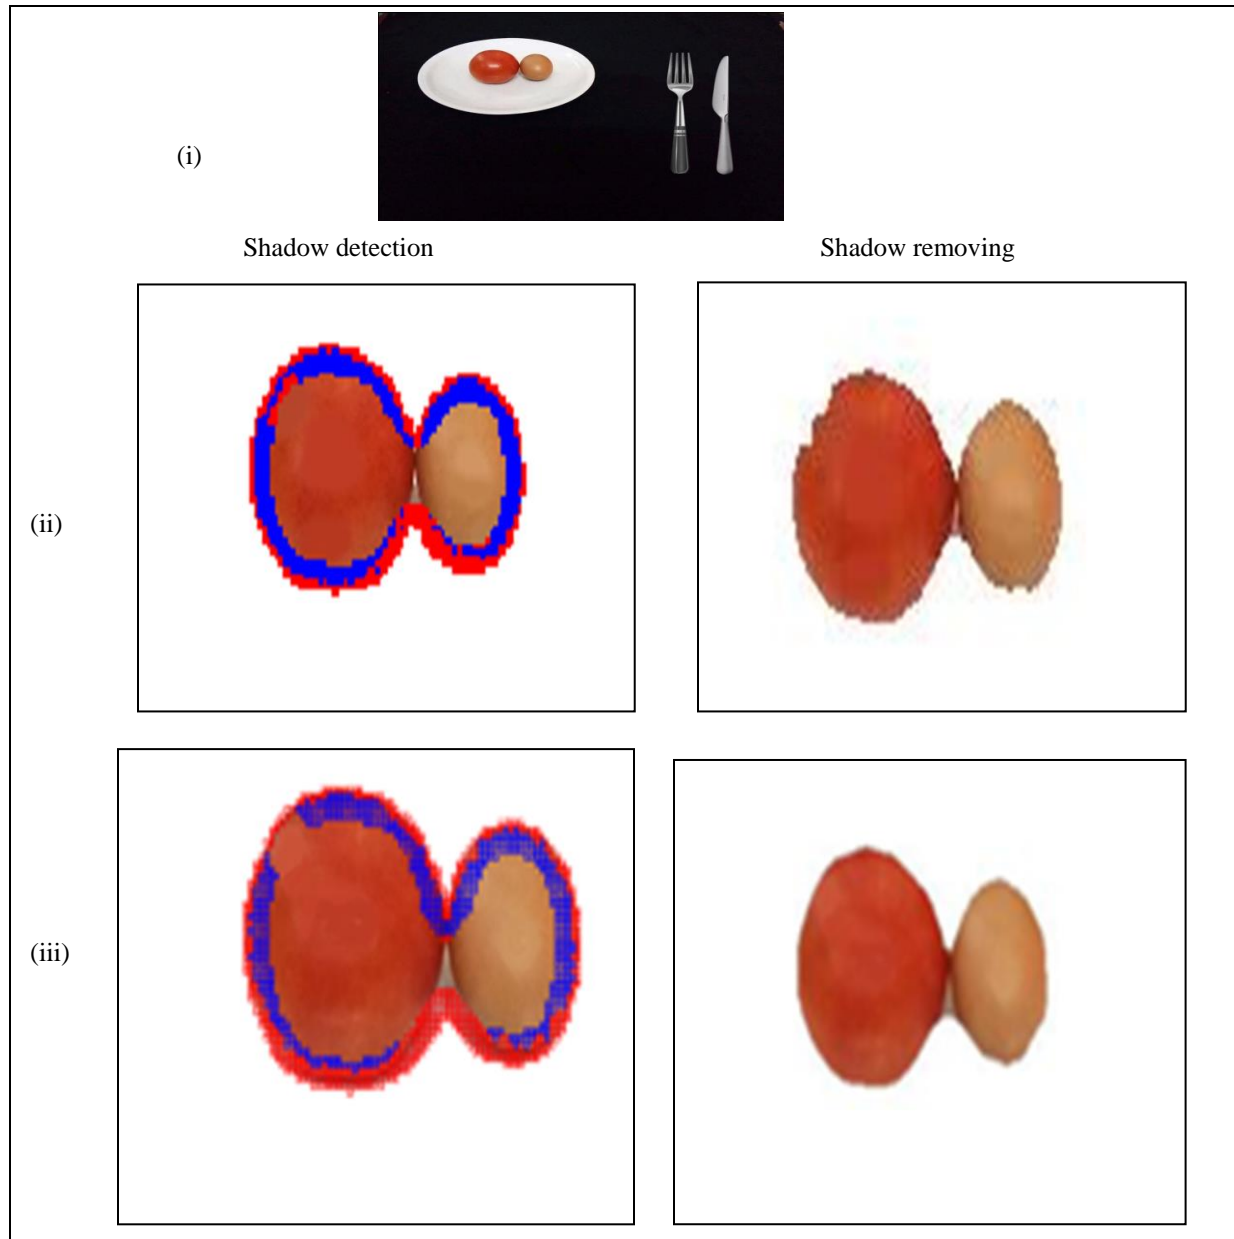 (i)
Shadow detection
Shadow removing
(ii)
(iii)